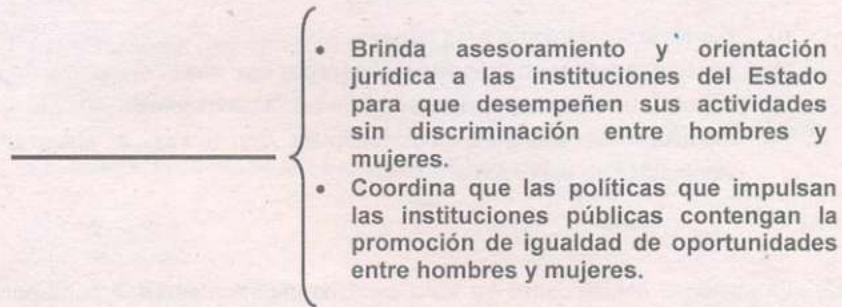 • Brinda asesoramiento y orientación
jurídica a las instituciones del Estado
para que desempeñen sus actividades
sin discriminación entre hombres y
mujeres.
• Coordina que las políticas que impulsan
las instituciones públicas contengan la
promoción de igualdad de oportunidades
entre hombres y mujeres.